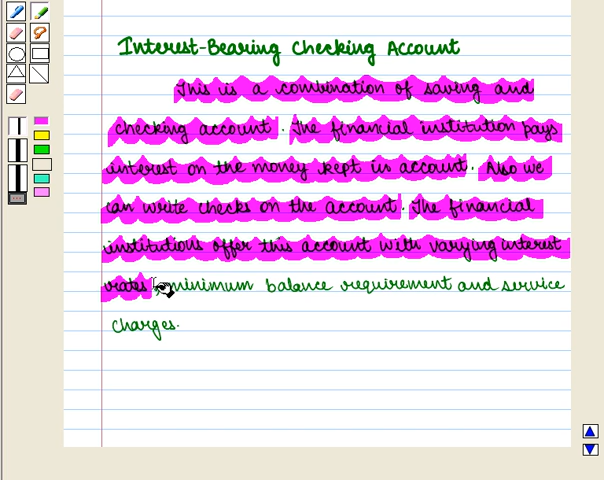 Interest-Bearing Checking Account
This is a combination of saving and
checking account. The financial institution pays
interest on the money kept in account. Also we
can write checks on the account. The financial
institutions offer this account with varying interest
rates, minimum balance requirement and service
charges.